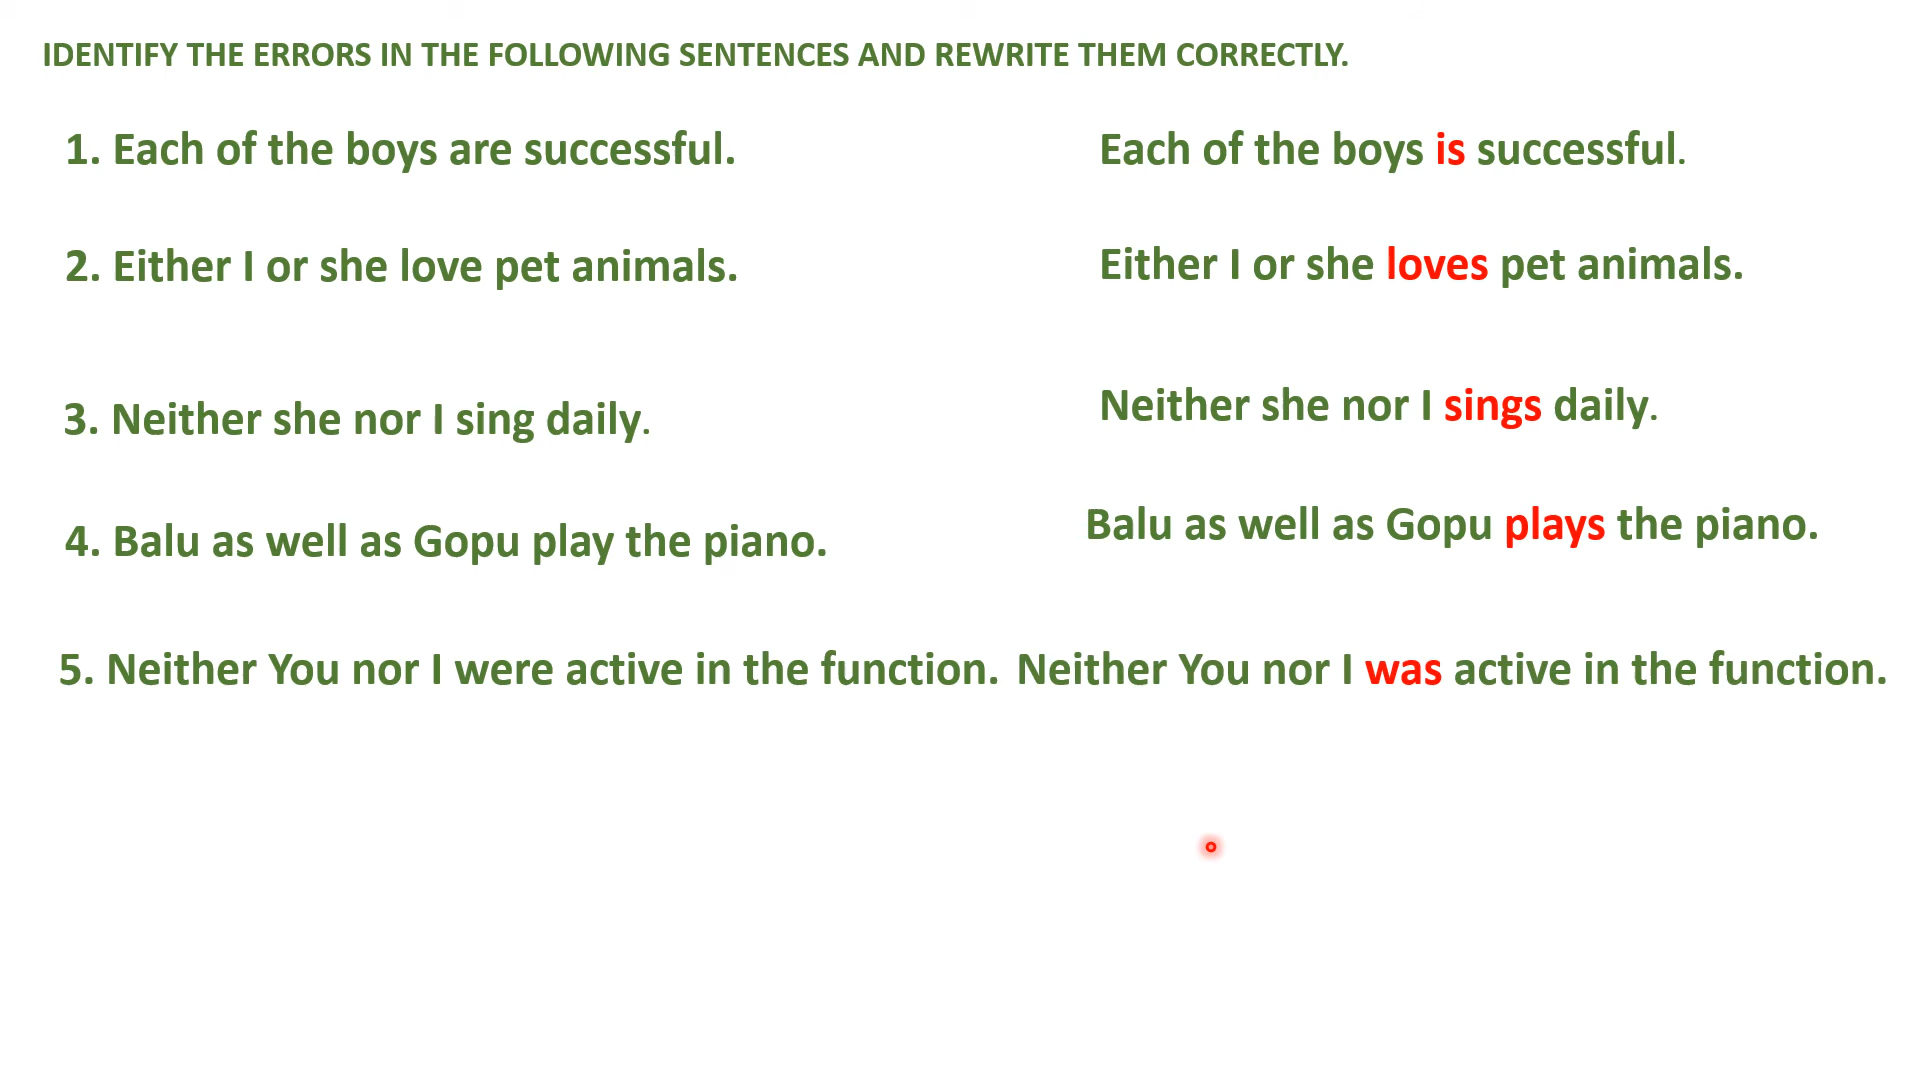 IDENTIFY THE ERRORS IN THE FOLLOWING SENTENCES AND REWRITE THEM CORRECTLY.
1. Each of the boys are successful.
Each of the boys is successful.
2. Either I or she love pet animals.
Either I or she loves pet animals.
3. Neither she nor I sing daily.
Neither she nor I sings daily.
4. Balu as well as Gopu play the piano.
Balu as well as Gopu plays the piano.
5. Neither You nor I were active in the function.
Neither You nor I was active in the function.